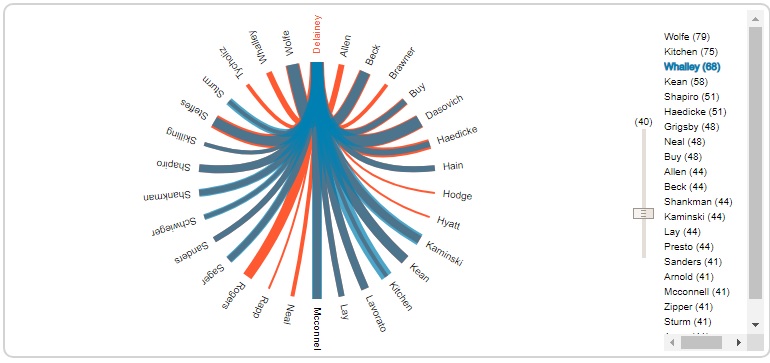 Delainey
Allen
Beck
Brawner
Buy
Dasovich
Haedicke
Hain
Hodge
Hyatt
Kaminski
Kean
Kitchen
Lavorato
Lay
Mcconnel
Neal
Rapp
Rogers
Sager
Sanders
Schwieger
Shankman
Shapiro
Skilling
Steffes
Sturm
Tycholiz
Whalley
Wolfe
(40)
Wolfe (79)
Kitchen (75)
Whalley (68)
Kean (58)
Shapiro (51)
Haedicke (51)
Grigsby (48)
Neal (48)
Buy (48)
Allen (44)
Beck (44)
Shankman (44)
Kaminski (44)
Lay (44)
Presto (44)
Sanders (41)
Arnold (41)
Mcconnell (41)
Zipper (41)
Sturm (41)